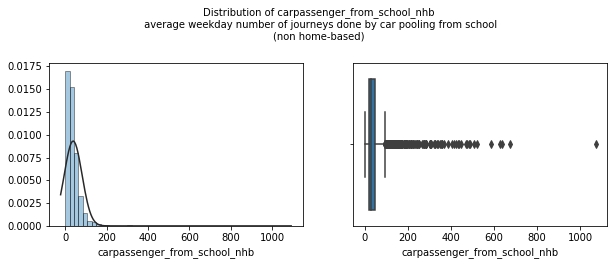 Distribution of carpassenger_from_school_nhb
average weekday number of journeys done by car pooling from school
(non home-based)
0.0175
0.0150
0.0125
0.0100
0.0075
0.0050
0.0025
0.0000
0 200 400 600 800 1000
carpassenger_from_school_nhb
0 200 400 600 800 1000
carpassenger_from_school_nhb